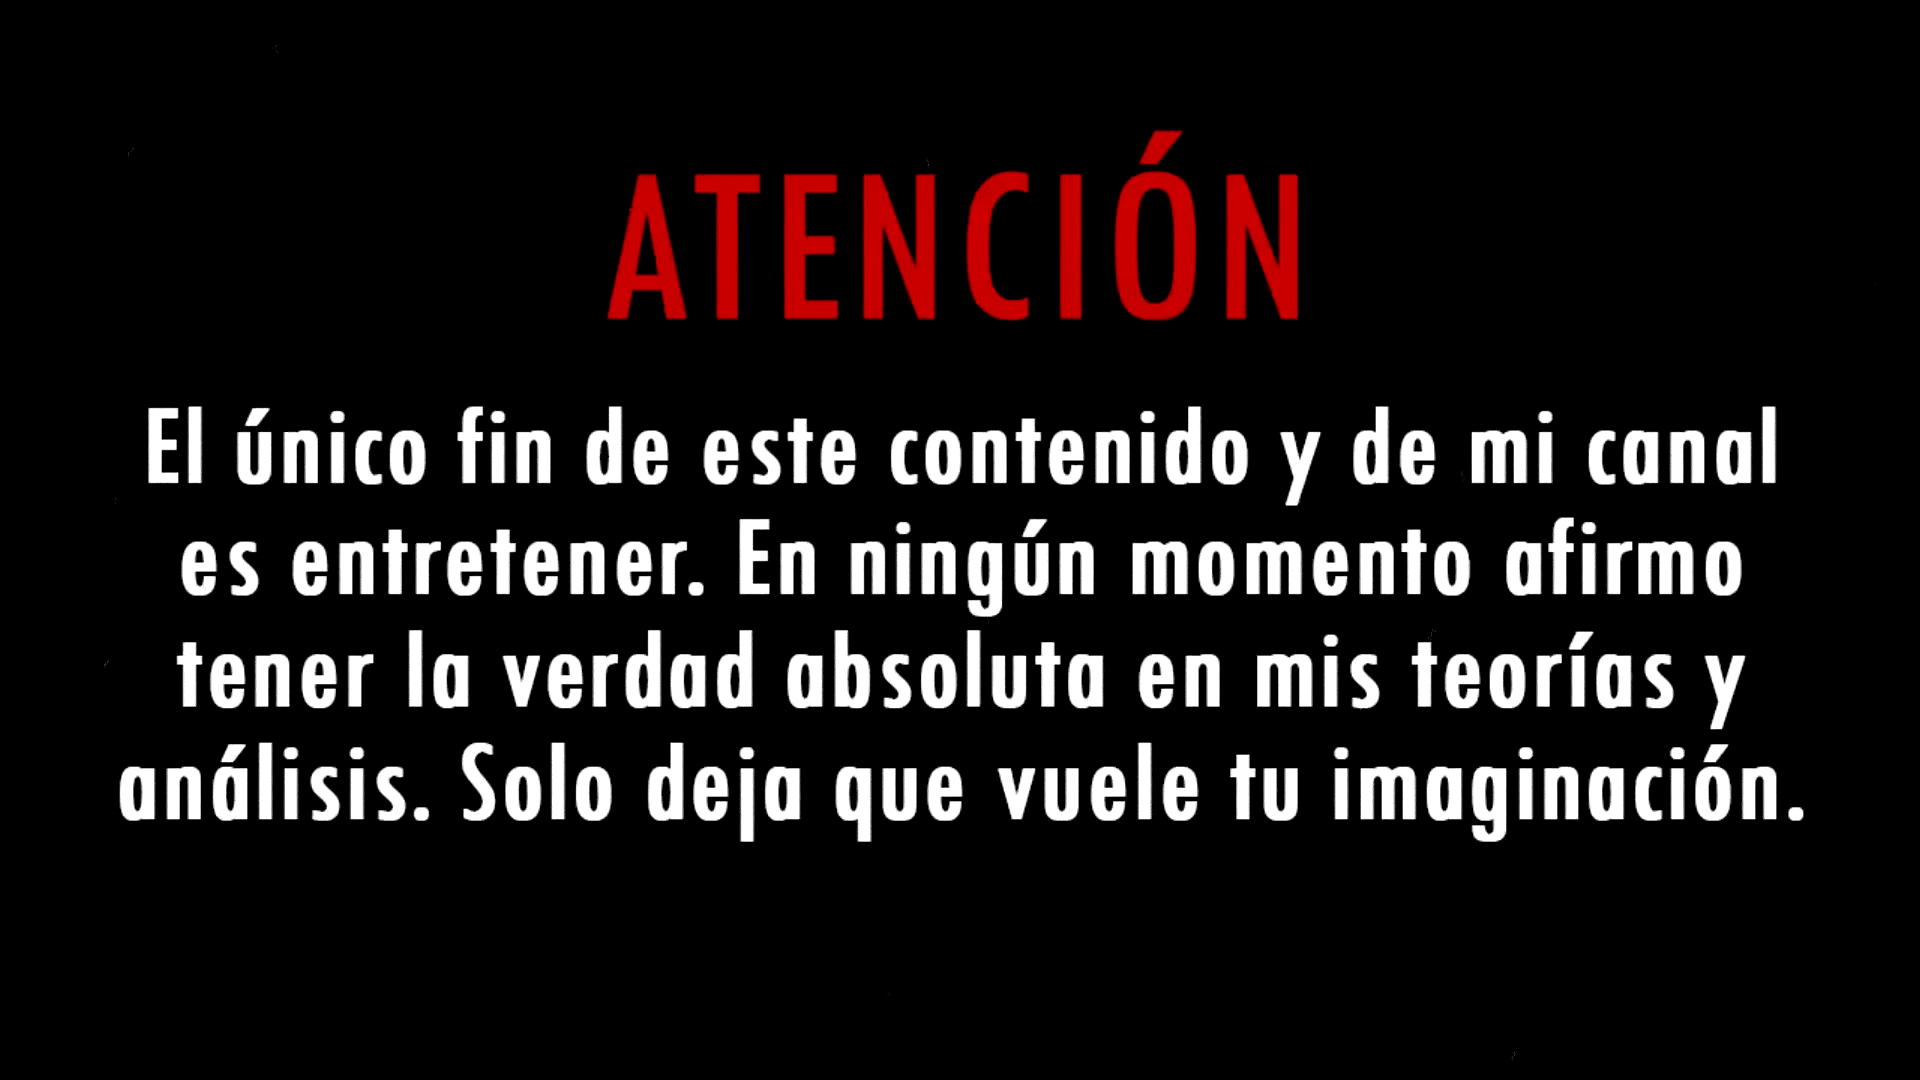 ATENCIÓN
El único fin de este contenido y de mi canal
es entretener. En ningún momento afirmo
tener la verdad absoluta en mis teorías y
análisis. Solo deja que vuele tu imaginación.